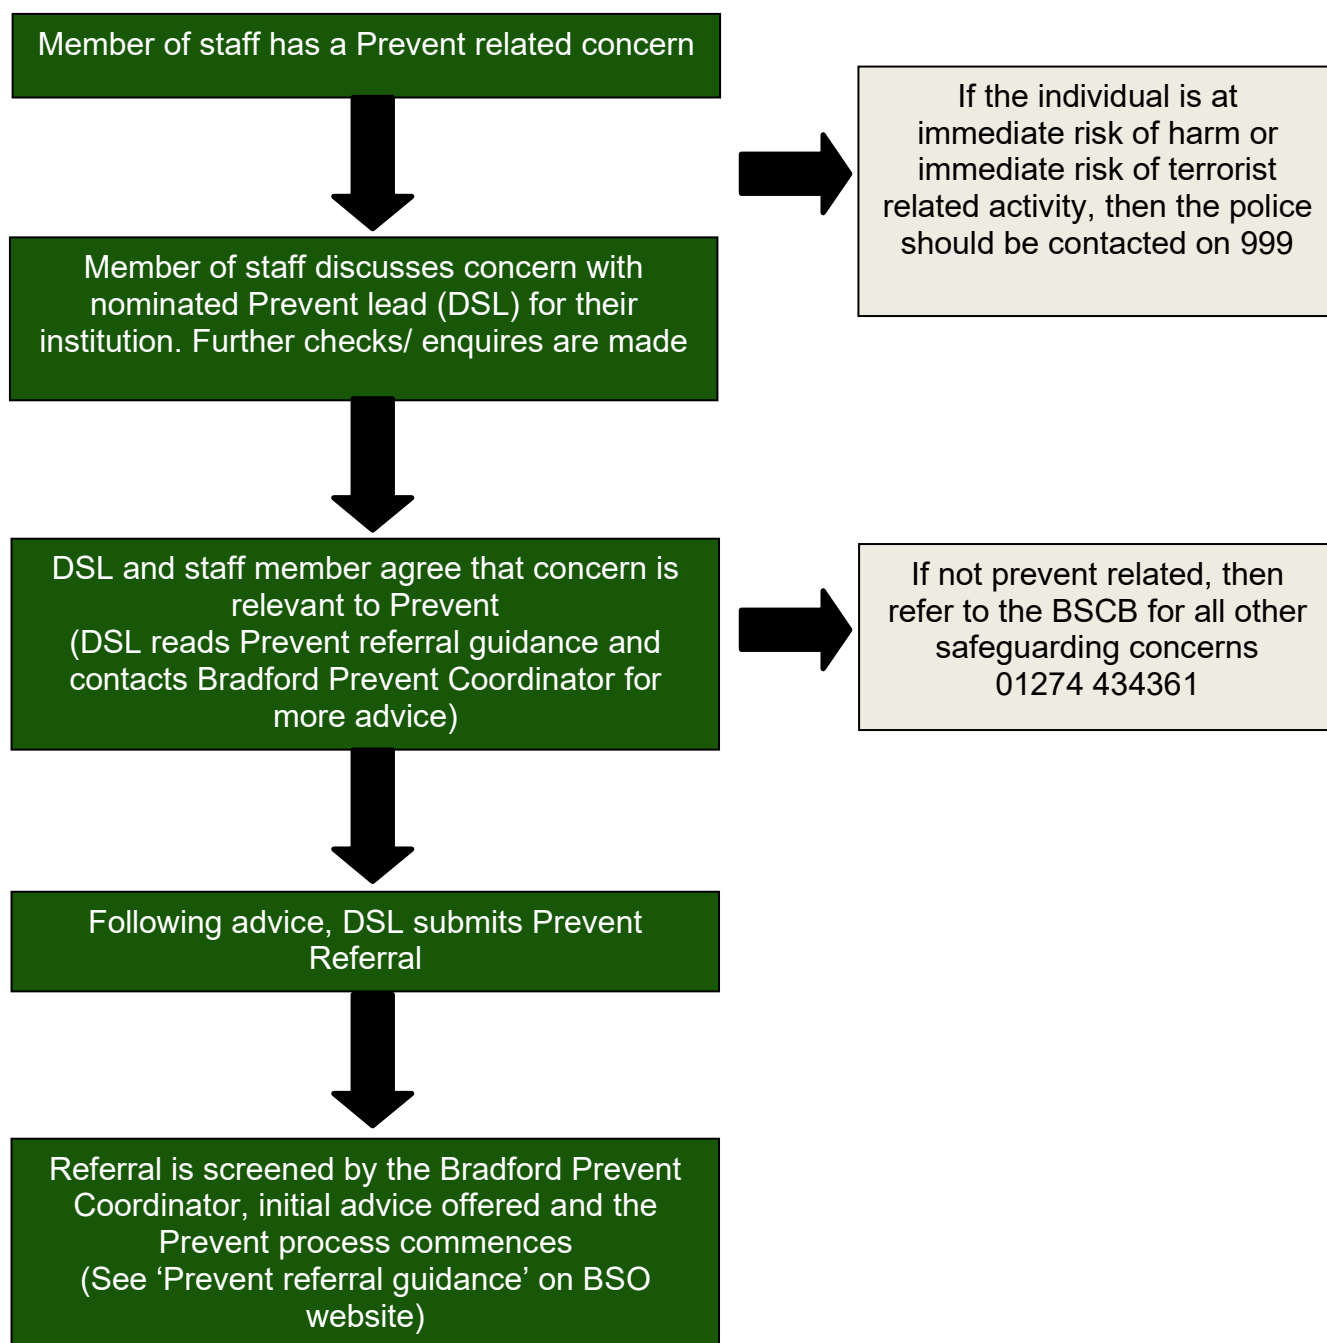 Member of staff has a Prevent related concern
If the individual is at
immediate risk of harm or
immediate risk of terrorist
related activity, then the police
should be contacted on 999
Member of staff discusses concern with
nominated Prevent lead (DSL) for their
institution. Further checks/ enquires are made
DSL and staff member agree that concern is
relevant to Prevent
(DSL reads Prevent referral guidance and
contacts Bradford Prevent Coordinator for
more advice)
If not prevent related, then
refer to the BSCB for all other
safeguarding concerns
01274 434361
Following advice, DSL submits Prevent
Referral
Referral is screened by the Bradford Prevent
Coordinator, initial advice offered and the
Prevent process commences
(See ‘Prevent referral guidance’ on BSO
website)